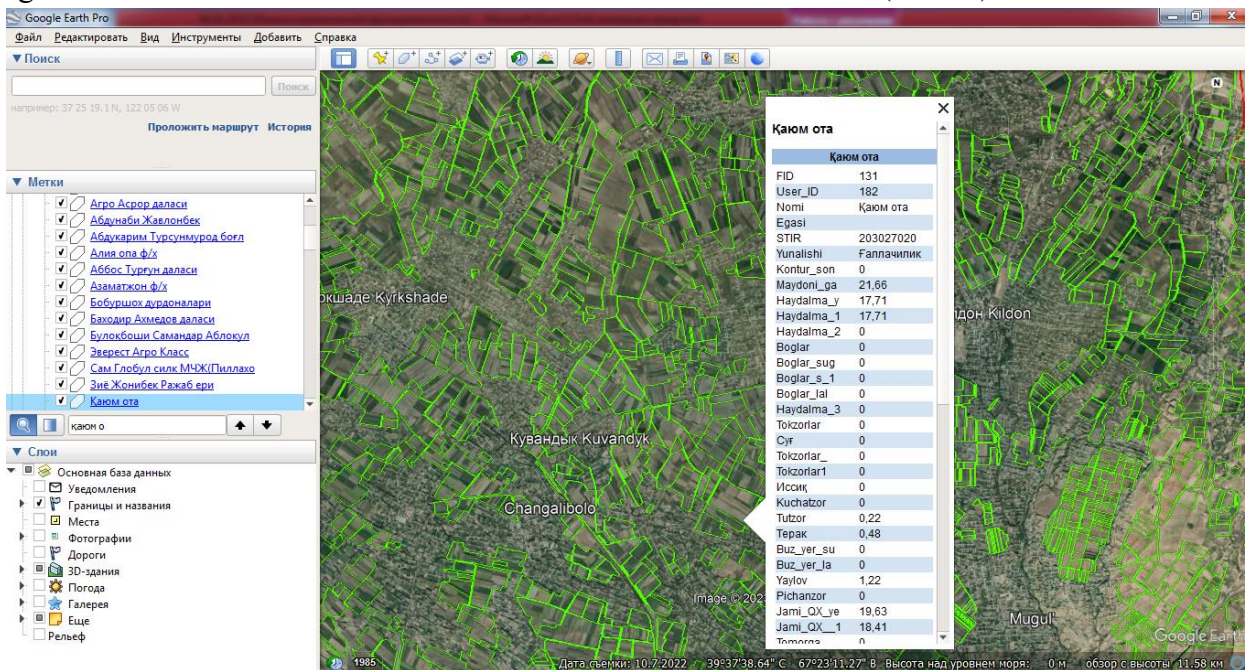 Google Earth Pro
Файл Редактировать Вид Инструменты Добавить Справка
Поиск
Поиск
например: 37 25 19.1 N, 122 05 06 W
Проложить маршрут История
Метки
Агро Асрор даласи
Абдунаби Жавлонбек
Абдукарим Турсунмурод боғл
Алия опа ф/х
Аббос Турғун даласи
Азаматжон ф/х
Бобуршох дурдоналари
Баходир Ахмедов даласи
Булокбоши Самандар Аблокул
Эверест Агро Класс
Сам Глобул силк МЧЖ(Пиллахо
Зиё Жонибек Ражаб ери
Қаюм ота
қаюм о
Слои
Основная база данных
Уведомления
Границы и названия
Места
Фотографии
Дороги
3D-здания
Погода
Галерея
Еще
Рельеф
N
ркшаде Kyrkshade
лдон Kildon
Кувандык Kuvandyk
Changalibolo
Mugul'
Қаюм ота
Қаюм ота
FID 131
User_ID 182
Nomi Қаюм ота
Egasi
STIR 203027020
Yunalishi Ғаллачилик
Kontur_son 0
Maydoni_ga 21,66
Haydalma_y 17,71
Haydalma_1 17,71
Haydalma_2 0
Boglar 0
Boglar_sug 0
Boglar_s_1 0
Boglar_lal 0
Haydalma_3 0
Tokzorlar 0
Суғ 0
Tokzorlar_ 0
Tokzorlar1 0
Иссиқ 0
Kuchatzor 0
Tutzor 0,22
Терак 0,48
Buz_yer_su 0
Buz_yer_la 0
Yaylov 1,22
Pichanzor 0
Jami_QX_ye 19,63
Jami_QX__1 18,41
Tomorqa 0
Image © 202
Google Earth
1985 Дата съемки: 10.7.2022 39°37'38.64" С 67°23'11.27" В Высота над уровнем моря: 0 м обзор с высоты 11.58 км